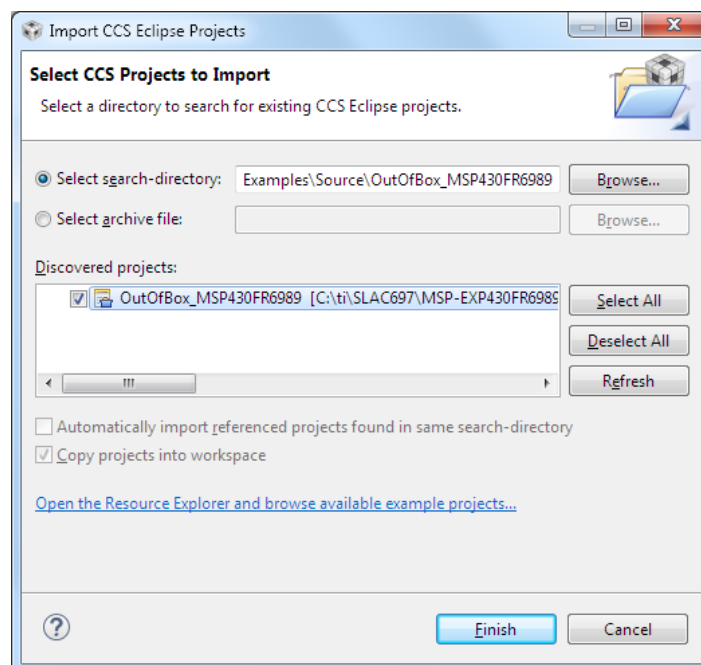 Import CCS Eclipse Projects
Select CCS Projects to Import
Select a directory to search for existing CCS Eclipse projects.
Select search-directory: Examples\Source\OutOfBox_MSP430FR6989 Browse...
Select archive file: Browse...
Discovered projects:
OutOfBox_MSP430FR6989 [C:\ti\SLAC697\MSP-EXP430FR6989 Select All
Deselect All
Refresh
Automatically import referenced projects found in same search-directory
Copy projects into workspace
Open the Resource Explorer and browse available example projects...
? Finish Cancel